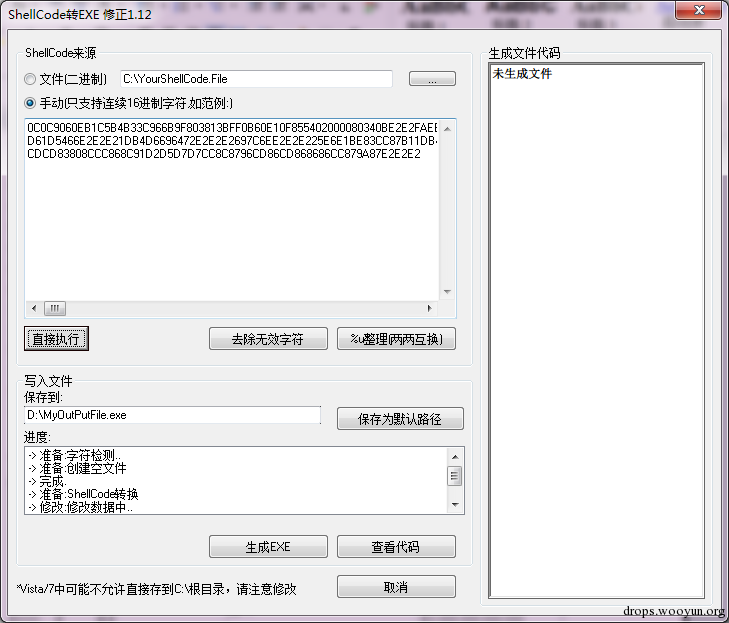 ShellCode转EXE 修正1.12
ShellCode来源
文件(二进制)
C:\YourShellCode.File
...
手动(只支持连续16进制字符.如范例:)
0C0C9060EB1C5B4B33C966B9F803813BFF0B60E10F855402000080340BE2E2FAEE
D61D5466E2E2E21DB4D6696472E2E2E2697C6EE2E2E225E6E1BE83CC87B11DB4
CDCD83808CCC868C91D2D5D7D7CC8C8796CD86CD868686CC879A87E2E2E2
直接执行
去除无效字符
%u整理(两两互换)
写入文件
保存到:
D:\MyOutPutFile.exe
保存为默认路径
进度:
-> 准备:字符检测..
-> 准备:创建空文件
-> 完成.
-> 准备:ShellCode转换
-> 修改:修改数据中..
生成EXE
查看代码
*Vista/7中可能不允许直接存到C:\根目录，请注意修改
取消
生成文件代码
未生成文件
drops.wooyun.org